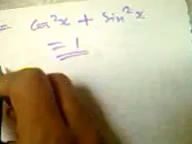 = cos²x + sin²x
= 1